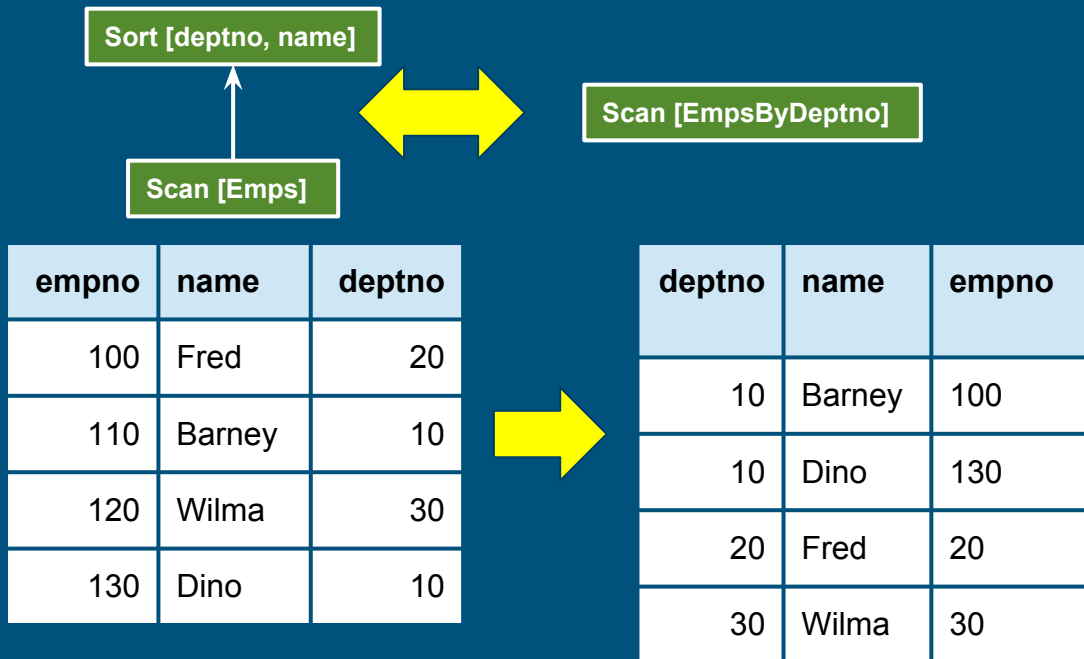 Sort [deptno, name]
Scan [EmpsByDeptno]
Scan [Emps]
empno name deptno
100 Fred 20
110 Barney 10
120 Wilma 30
130 Dino 10
deptno name empno
10 Barney 100
10 Dino 130
20 Fred 20
30 Wilma 30